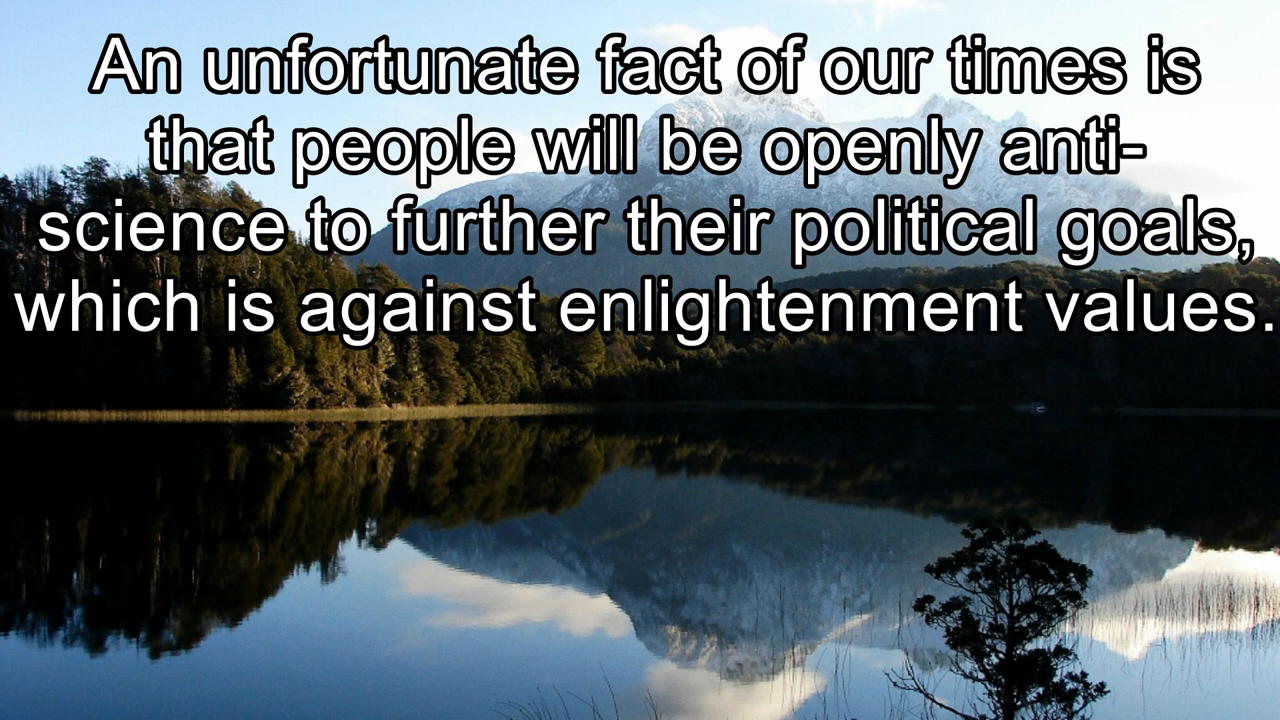 An unfortunate fact of our times is
that people will be openly anti-
science to further their political goals,
which is against enlightenment values.